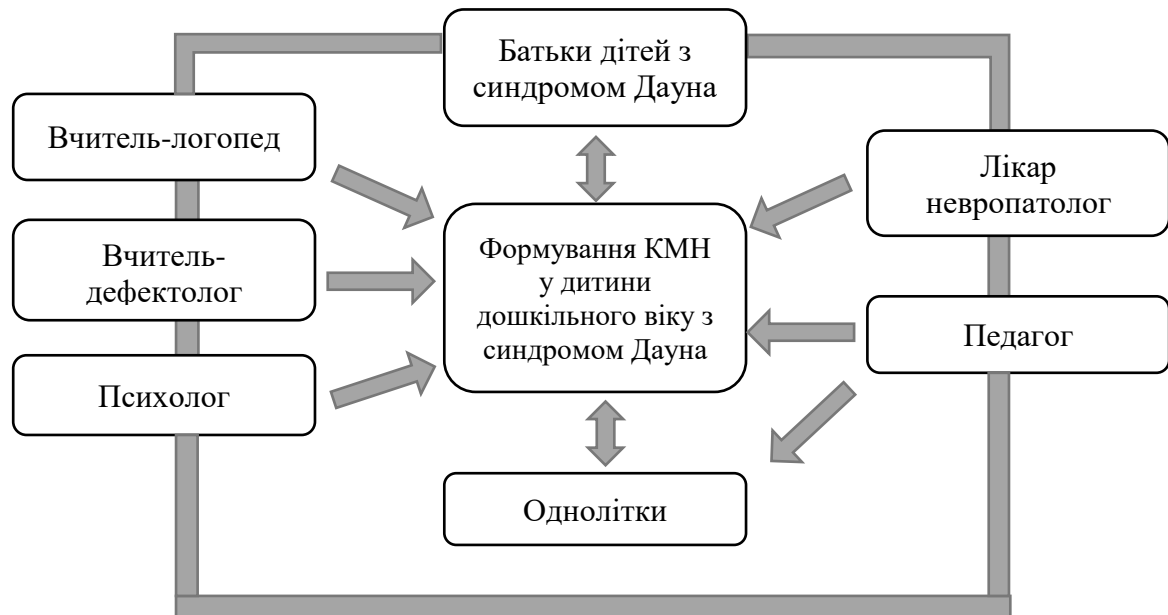 Батьки дітей з
синдромом Дауна
Вчитель-логопед
Лікар
невропатолог
Вчитель-
дефектолог
Формування КМН
у дитини
дошкільного віку з
синдромом Дауна
Педагог
Психолог
Однолітки